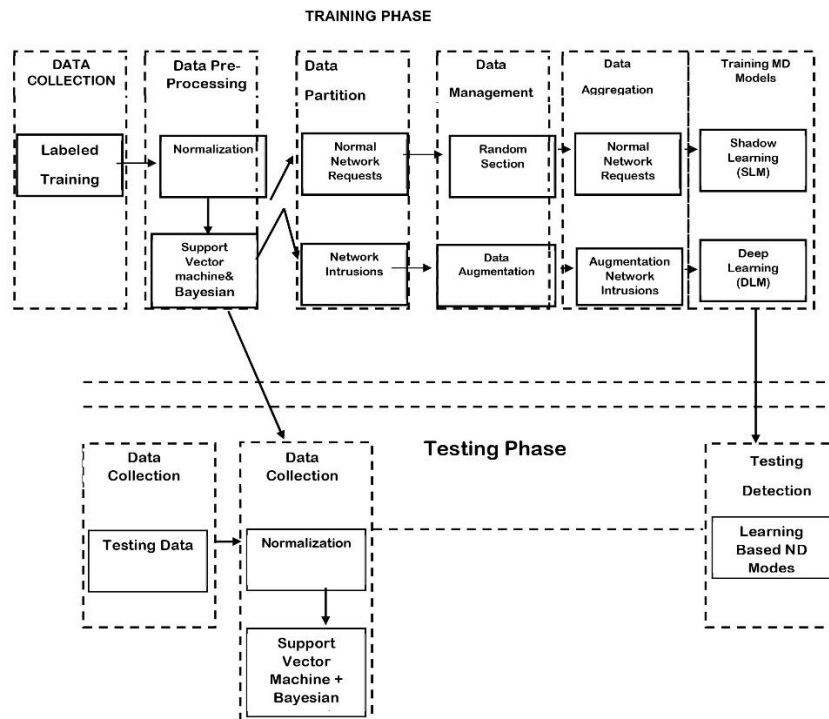 TRAINING PHASE
DATA
COLLECTION
Labeled
Training
Data Pre-
Processing
Normalization
Support
Vector
machine&
Bayesian
Data
Partition
Normal
Network
Requests
Network
Intrusions
Data
Management
Random
Section
Data
Augmentation
Data
Aggregation
Normal
Network
Requests
Augmentation
Network
Intrusions
Training MD
Models
Shadow
Learning
(SLM)
Deep
Learning
(DLM)
Testing Phase
Data
Collection
Testing Data
Data
Collection
Normalization
Support
Vector
Machine +
Bayesian
Testing
Detection
Learning
Based ND
Modes